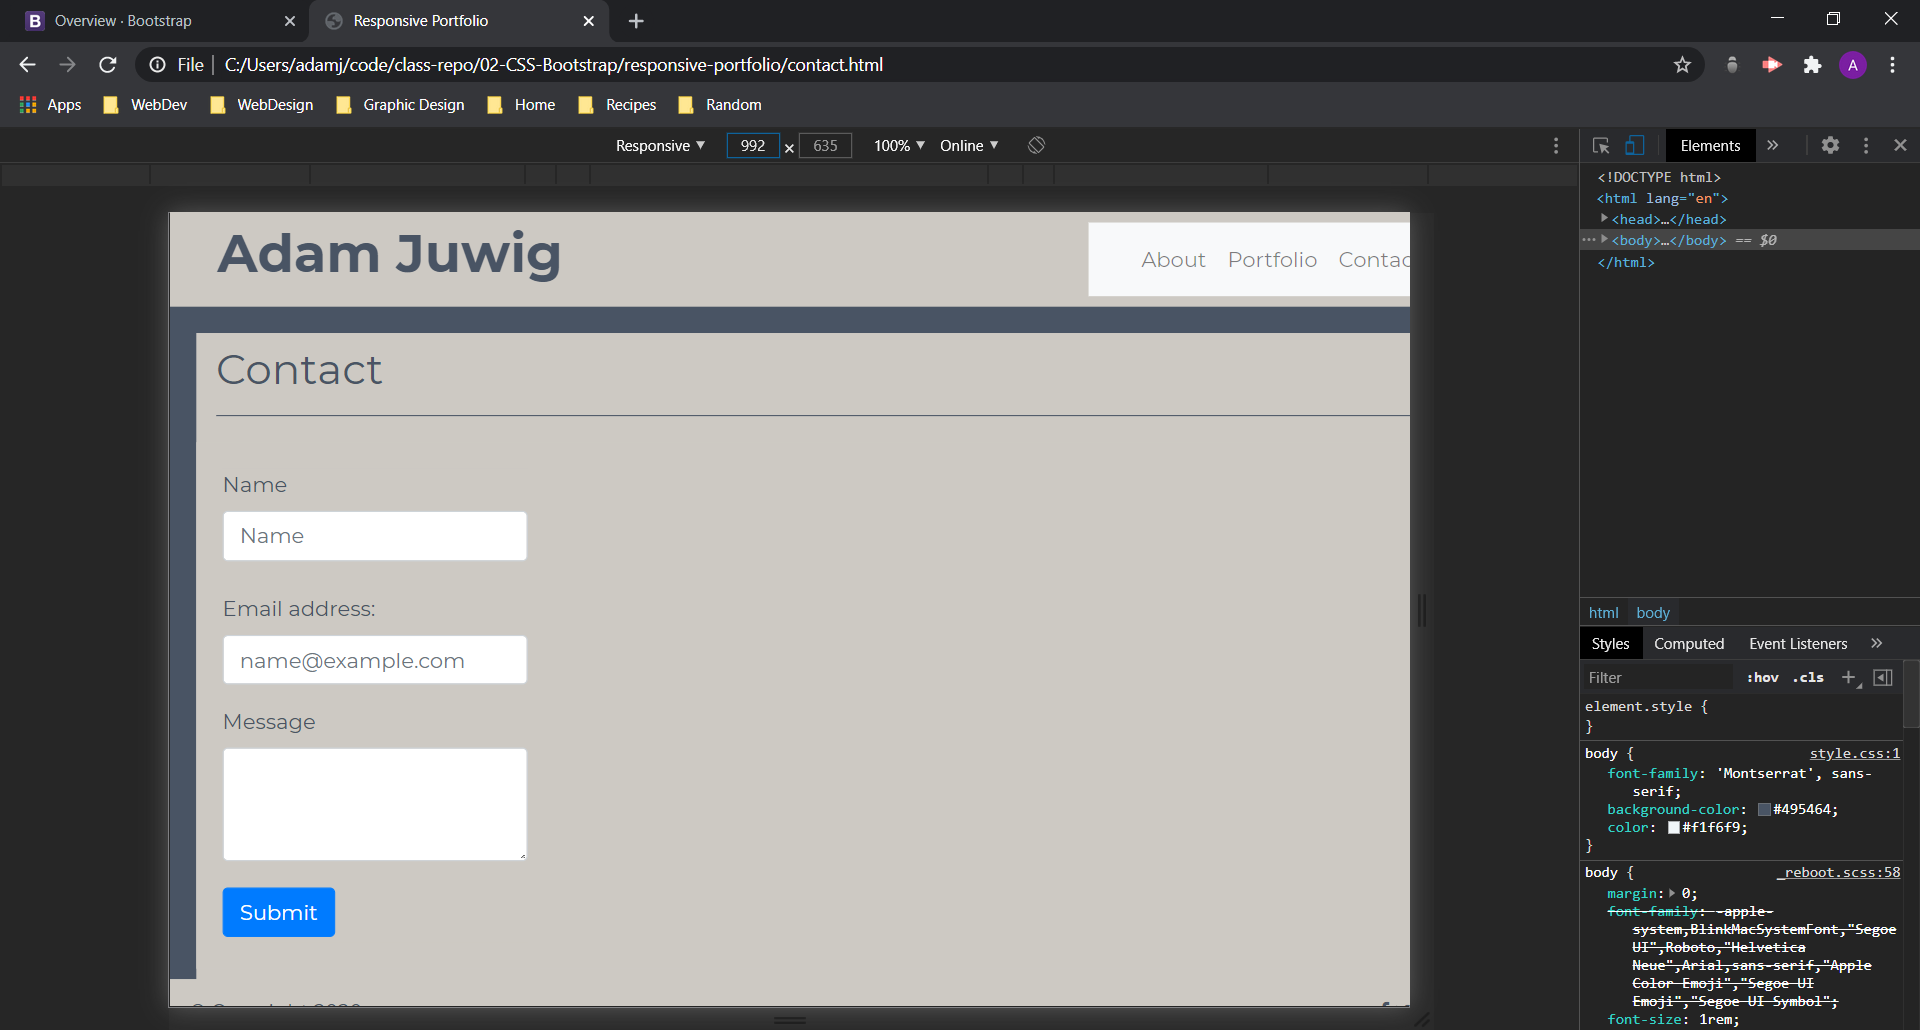 Overview · Bootstrap
Responsive Portfolio
File
C:/Users/adamj/code/class-repo/02-CSS-Bootstrap/responsive-portfolio/contact.html
A
Apps WebDev WebDesign Graphic Design Home Recipes Random
Responsive 992 × 635 100% Online
Elements
<!DOCTYPE html>
<html lang="en">
<head>…</head>
<body>…</body> == $0
</html>
Adam Juwig
About Portfolio Contac
Contact
Name
Name
Email address:
name@example.com
Message
Submit
html body
Styles Computed Event Listeners
Filter :hov .cls
element.style {
}
body { style.css:1
font-family: 'Montserrat', sans-
serif;
background-color: #495464;
color: #f1f6f9;
}
body { _reboot.scss:58
margin: 0;
font-family: -apple-
system,BlinkMacSystemFont,"Segoe
UI",Roboto,"Helvetica
Neue",Arial,sans-serif,"Apple
Color Emoji","Segoe UI
Emoji","Segoe UI Symbol";
font-size: 1rem;